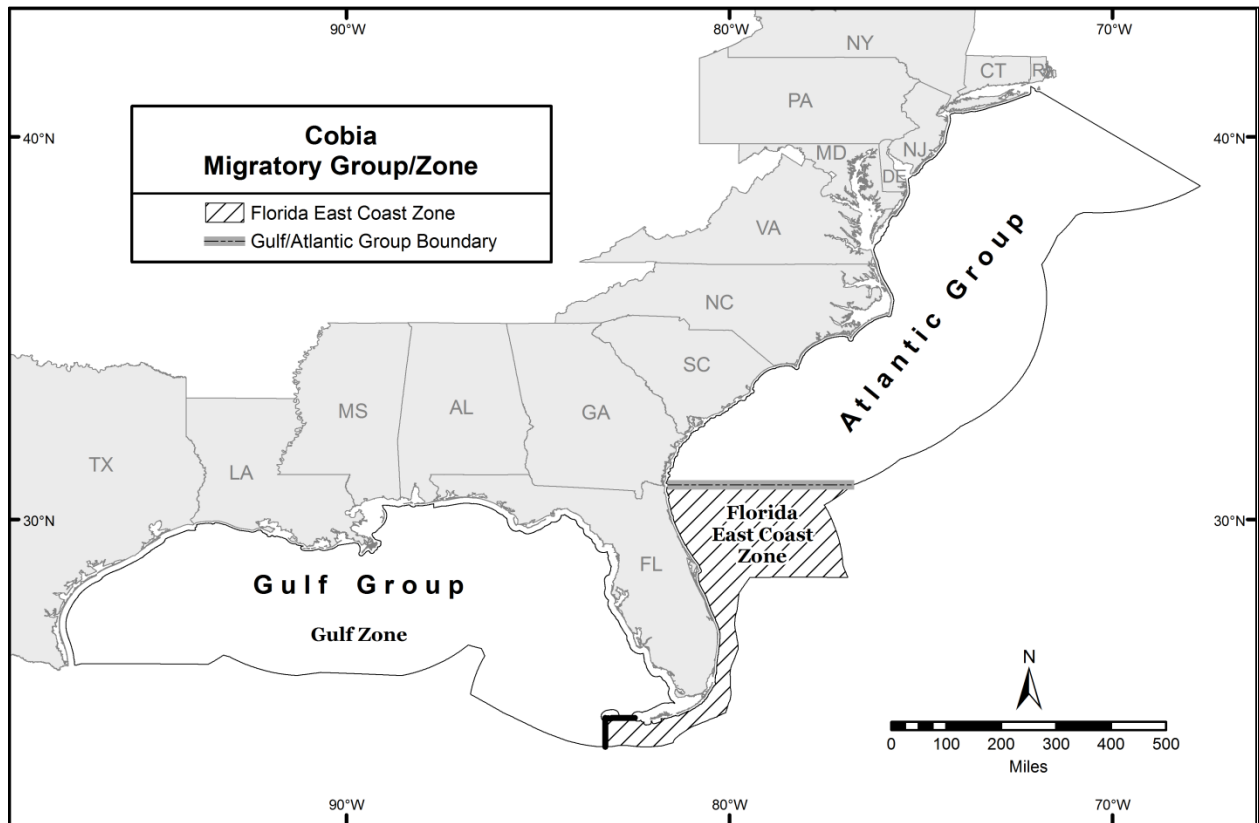 90°W
80°W
70°W
NY
CT
RI
PA
40°N
40°N
Cobia
Migratory Group/Zone
Florida East Coast Zone
Gulf/Atlantic Group Boundary
MD
NJ
DE
VA
Atlantic Group
NC
SC
MS
AL
GA
TX
LA
30°N
30°N
Florida
East Coast
Zone
FL
Gulf Group
Gulf Zone
N
0 100 200 300 400 500
Miles
90°W
80°W
70°W